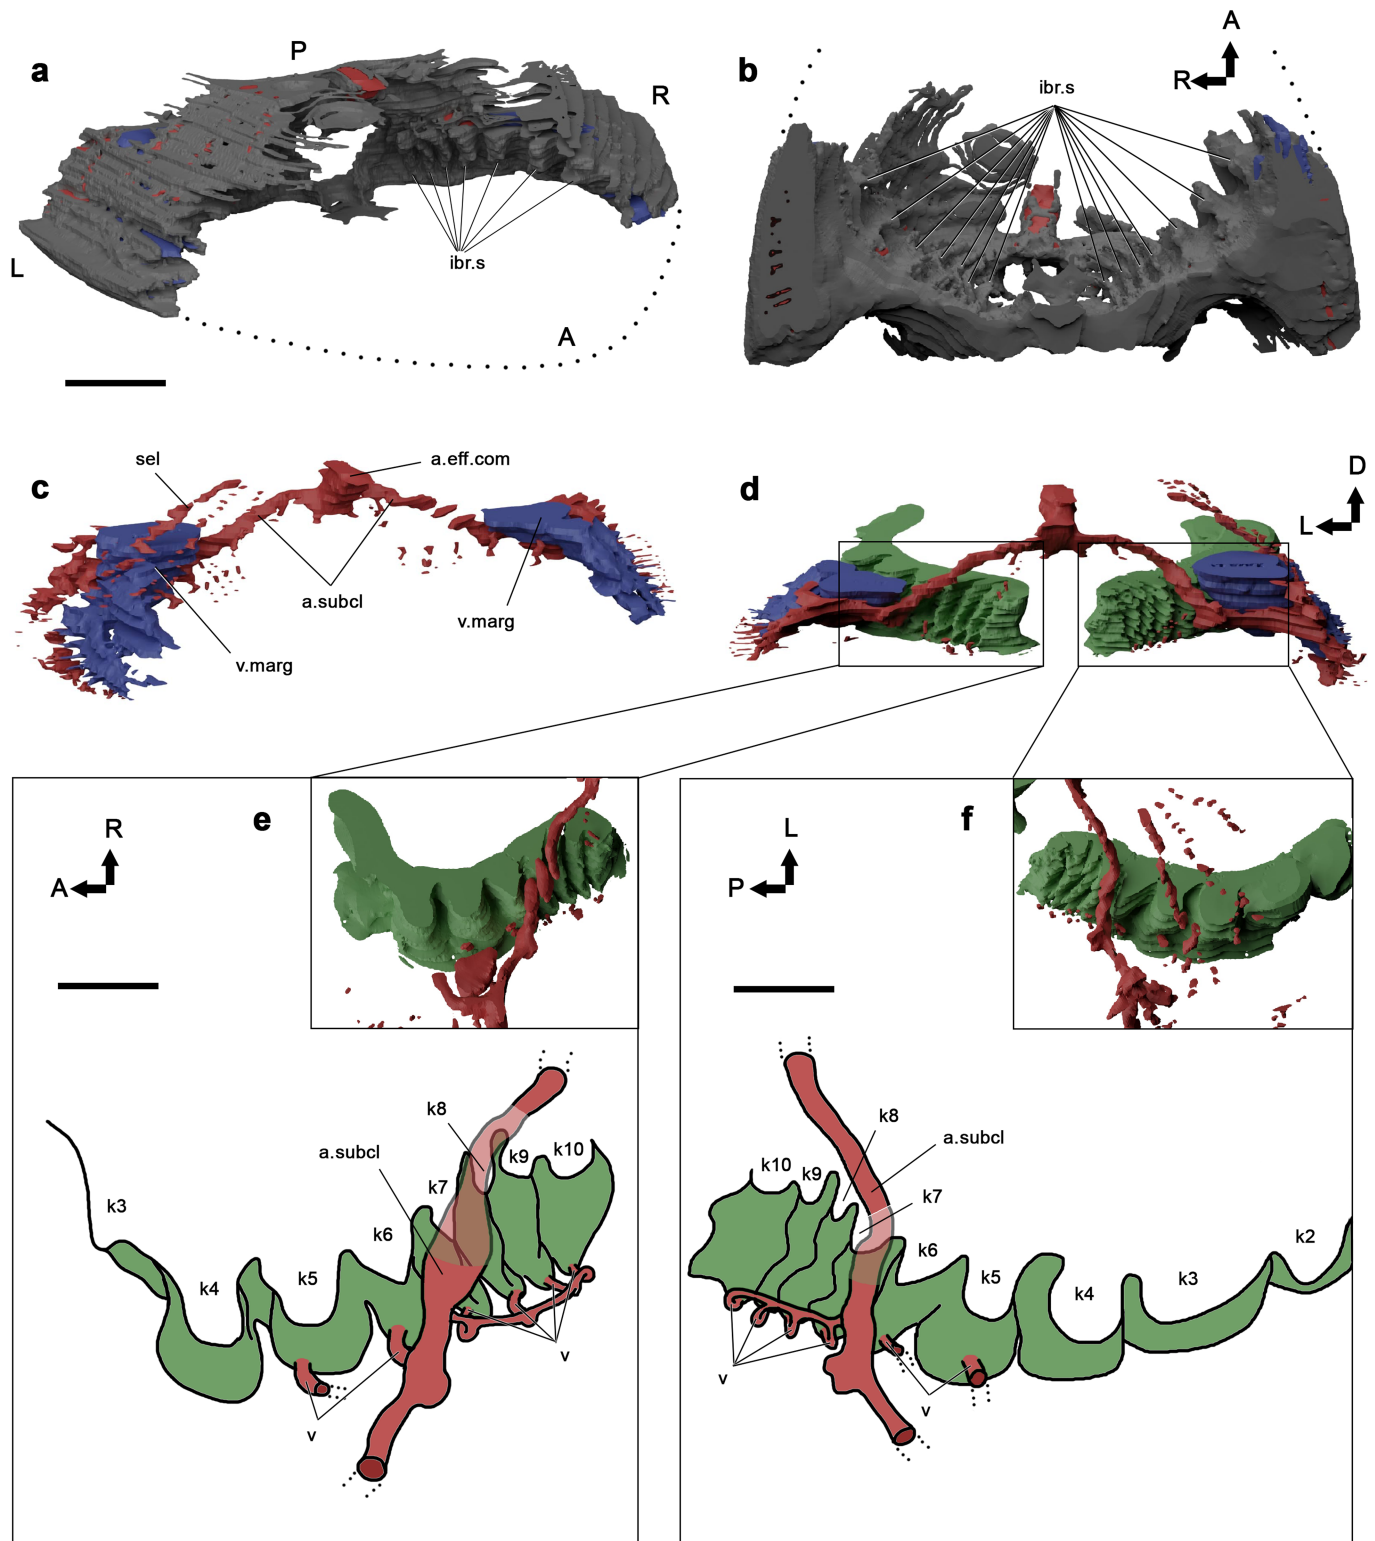 a
P
R
L
A
ibr.s
b
A
R
ibr.s
c
sel
a.eff.com
a.subcl
v.marg
v.marg
d
D
L
e
R
A
k3
k4
k5
k6
k7
k8
k9
k10
a.subcl
v
v
f
L
P
k10
k9
k8
a.subcl
k7
k6
k5
k4
k3
k2
v
v